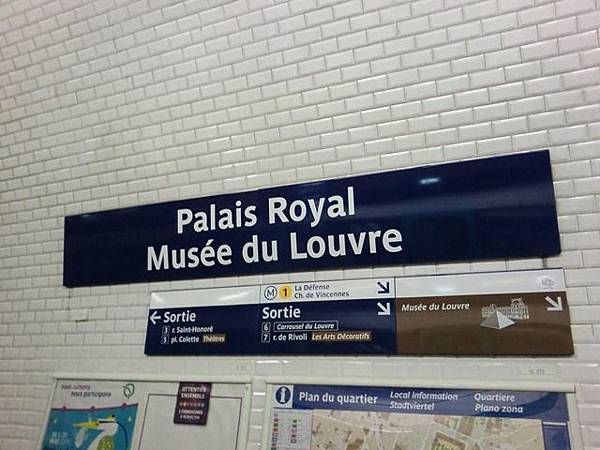 Palais Royal
Musée du Louvre
M 1 La Défense
Ch. de Vincennes
Sortie
3 r. Saint-Honoré
5 pl. Colette Théâtres
Sortie
6 Carrousel du Louvre
7 r. de Rivoli Les Arts Décoratifs
Musée du Louvre
Nous participons
i Plan du quartier
Local Information
Stadtviertel
Quartiere
Plano zona